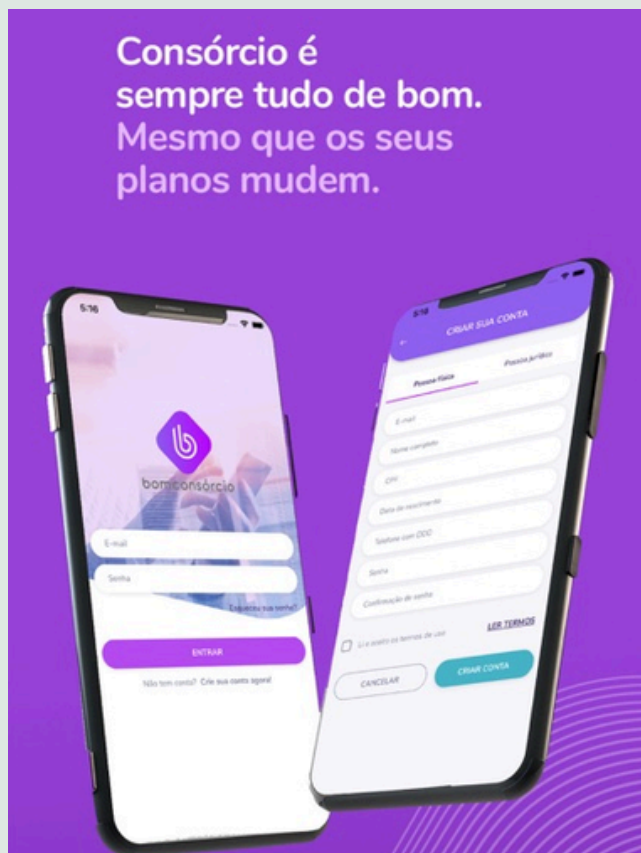 Consórcio é
sempre tudo de bom.
Mesmo que os seus
planos mudem.
5:16
bomconsórcio
E-mail
Senha
Esqueceu sua senha?
ENTRAR
Não tem conta? Crie sua conta agora!
5:16
CRIAR SUA CONTA
Pessoa física
Pessoa jurídica
E-mail
Nome completo
CPF
Data de nascimento
Telefone com DDD
Senha
Confirmação de senha
Li e aceito os termos de uso
LER TERMOS
CANCELAR
CRIAR CONTA